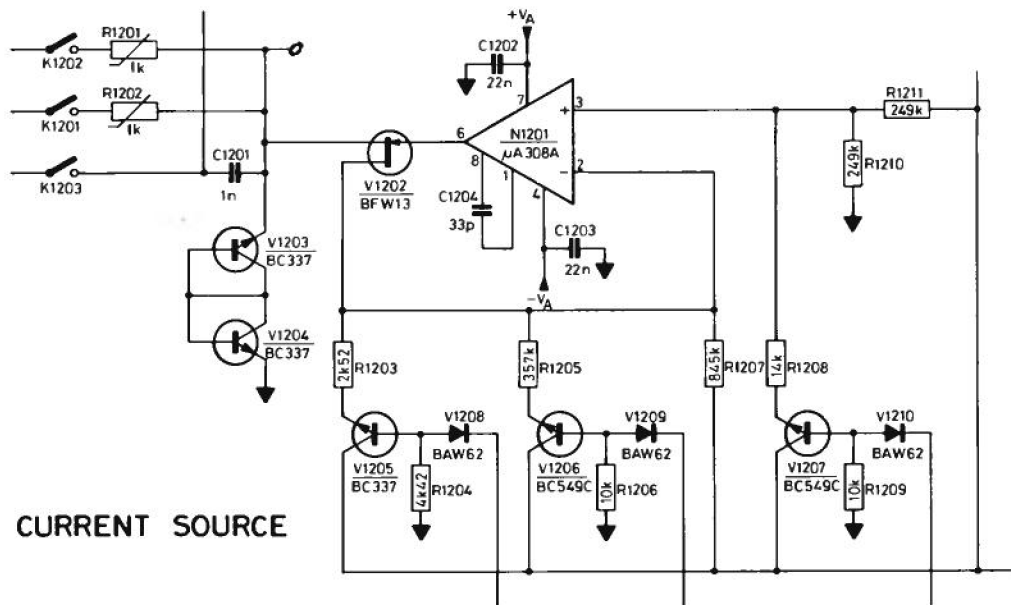 R1201
1k
K1202
R1202
1k
K1201
C1201
1n
K1203
V1203
BC337
V1204
BC337
V1202
BFW13
+VA
C1202
22n
7
3
+
N1201
µA308A
6
8
1
4
2
−
C1204
33p
C1203
22n
−VA
R1211
249k
249k
R1210
2k52
R1203
357k
R1205
845k
R1207
14k
R1208
V1208
BAW62
V1209
BAW62
V1210
BAW62
V1205
BC337
4k42
R1204
V1206
BC549C
10k
R1206
V1207
BC549C
10k
R1209
CURRENT SOURCE